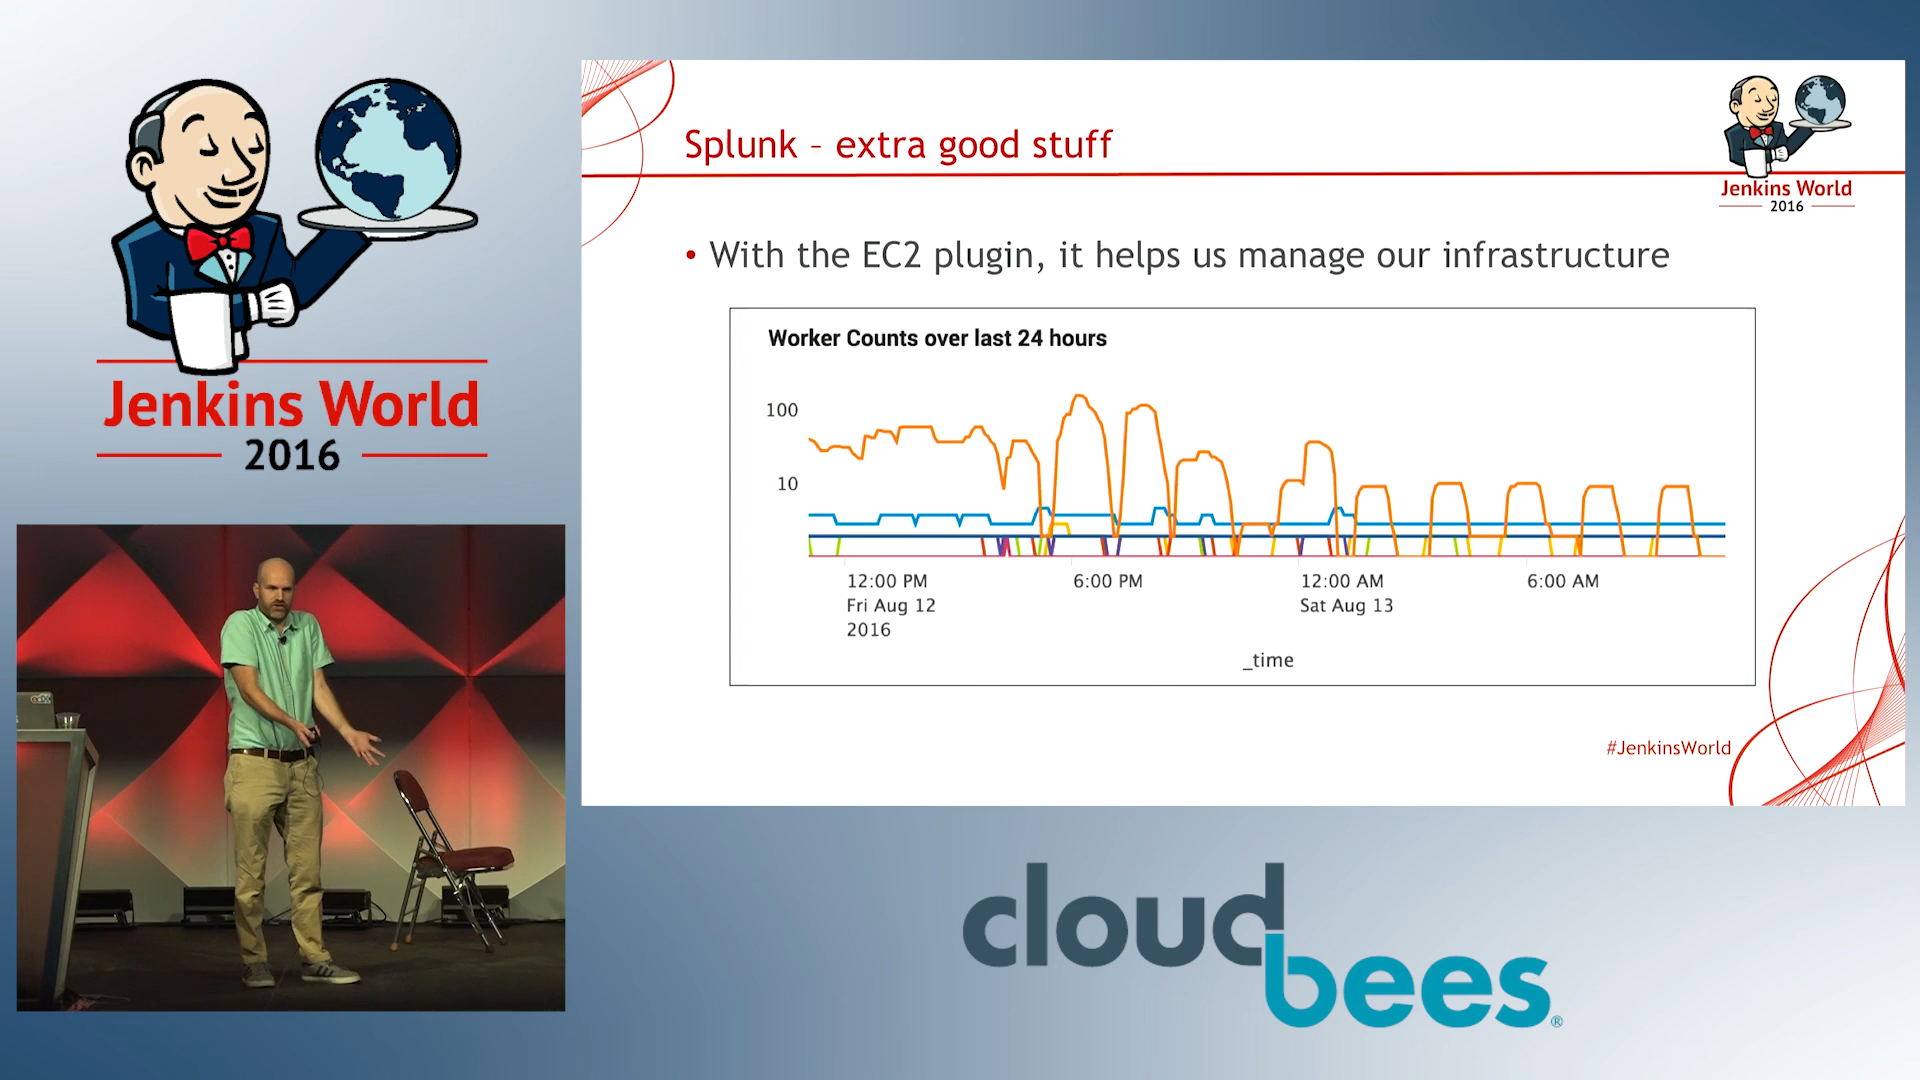 Jenkins World
2016
Splunk – extra good stuff
Jenkins World
2016
• With the EC2 plugin, it helps us manage our infrastructure
Worker Counts over last 24 hours
100
10
12:00 PM
Fri Aug 12
2016
6:00 PM
12:00 AM
Sat Aug 13
6:00 AM
_time
#JenkinsWorld
cloud
bees®